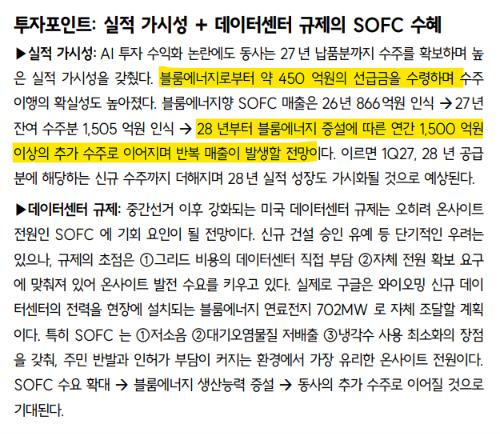 투자포인트: 실적 가시성 + 데이터센터 규제의 SOFC 수혜
▶실적 가시성: AI 투자 수익화 논란에도 동사는 27년 납품분까지 수주를 확보하며 높
은 실적 가시성을 갖췄다. 블룸에너지로부터 약 450 억원의 선급금을 수령하며 수주
이행의 확실성도 높아졌다. 블룸에너지향 SOFC 매출은 26년 866억원 인식 → 27년
잔여 수주분 1,505 억원 인식 → 28 년부터 블룸에너지 증설에 따른 연간 1,500 억원
이상의 추가 수주로 이어지며 반복 매출이 발생할 전망이다. 이르면 1Q27, 28 년 공급
분에 해당하는 신규 수주까지 더해지며 28년 실적 성장도 가시화될 것으로 예상된다.
▶데이터센터 규제: 중간선거 이후 강화되는 미국 데이터센터 규제는 오히려 온사이트
전원인 SOFC 에 기회 요인이 될 전망이다. 신규 건설 승인 유예 등 단기적인 우려는
있으나, 규제의 초점은 ①그리드 비용의 데이터센터 직접 부담 ②자체 전원 확보 요구
에 맞춰져 있어 온사이트 발전 수요를 키우고 있다. 실제로 구글은 와이오밍 신규 데이
터센터의 전력을 현장에 설치되는 블룸에너지 연료전지 702MW 로 자체 조달할 계획
이다. 특히 SOFC 는 ①저소음 ②대기오염물질 저배출 ③냉각수 사용 최소화의 장점
을 갖춰, 주민 반발과 인허가 부담이 커지는 환경에서 가장 유리한 온사이트 전원이다.
SOFC 수요 확대 → 블룸에너지 생산능력 증설 → 동사의 추가 수주로 이어질 것으로
기대된다.